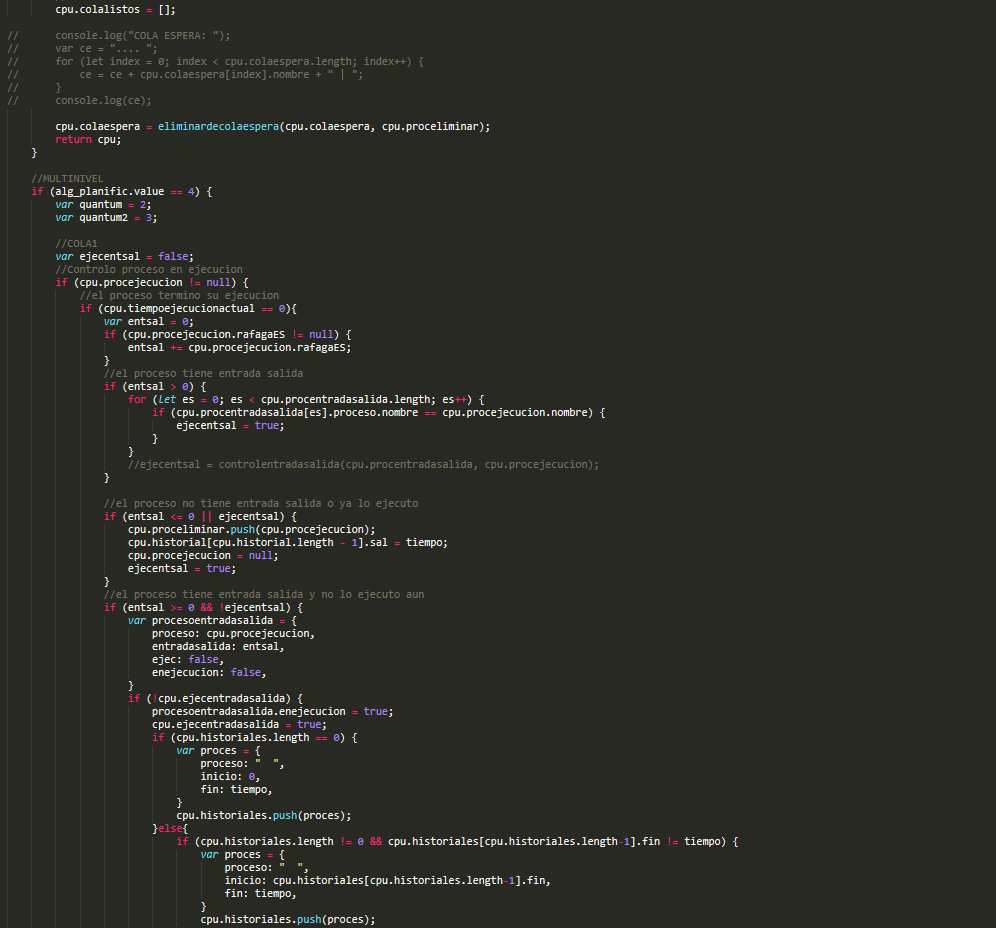 cpu.colalistos = [];
//      console.log("COLA ESPERA: ");
//      var ce = ".... ";
//      for (let index = 0; index < cpu.colaespera.length; index++) {
//          ce = ce + cpu.colaespera[index].nombre + " | ";
//      }
//      console.log(ce);
cpu.colaespera = eliminardecolaespera(cpu.colaespera, cpu.proceliminar);
return cpu;
}
//MULTINIVEL
if (alg_planific.value == 4) {
var quantum = 2;
var quantum2 = 3;
//COLA1
var ejecentsal = false;
//Controlo proceso en ejecucion
if (cpu.procejecucion != null) {
//el proceso termino su ejecucion
if (cpu.tiempoejecucionactual == 0){
var entsal = 0;
if (cpu.procejecucion.rafagaES != null) {
entsal += cpu.procejecucion.rafagaES;
}
//el proceso tiene entrada salida
if (entsal > 0) {
for (let es = 0; es < cpu.procentradasalida.length; es++) {
if (cpu.procentradasalida[es].proceso.nombre == cpu.procejecucion.nombre) {
ejecentsal = true;
}
}
//ejecentsal = controlentradasalida(cpu.procentradasalida, cpu.procejecucion);
}
//el proceso no tiene entrada salida o ya lo ejecuto
if (entsal <= 0 || ejecentsal) {
cpu.proceliminar.push(cpu.procejecucion);
cpu.historial[cpu.historial.length - 1].sal = tiempo;
cpu.procejecucion = null;
ejecentsal = true;
}
//el proceso tiene entrada salida y no lo ejecuto aun
if (entsal >= 0 && !ejecentsal) {
var procesoentradasalida = {
proceso: cpu.procejecucion,
entradasalida: entsal,
ejec: false,
enejecucion: false,
}
if (!cpu.ejecentradasalida) {
procesoentradasalida.enejecucion = true;
cpu.ejecentradasalida = true;
if (cpu.historiales.length == 0) {
var proces = {
proceso: "  ",
inicio: 0,
fin: tiempo,
}
cpu.historiales.push(proces);
}else{
if (cpu.historiales.length != 0 && cpu.historiales[cpu.historiales.length-1].fin != tiempo) {
var proces = {
proceso: "  ",
inicio: cpu.historiales[cpu.historiales.length-1].fin,
fin: tiempo,
}
cpu.historiales.push(proces);